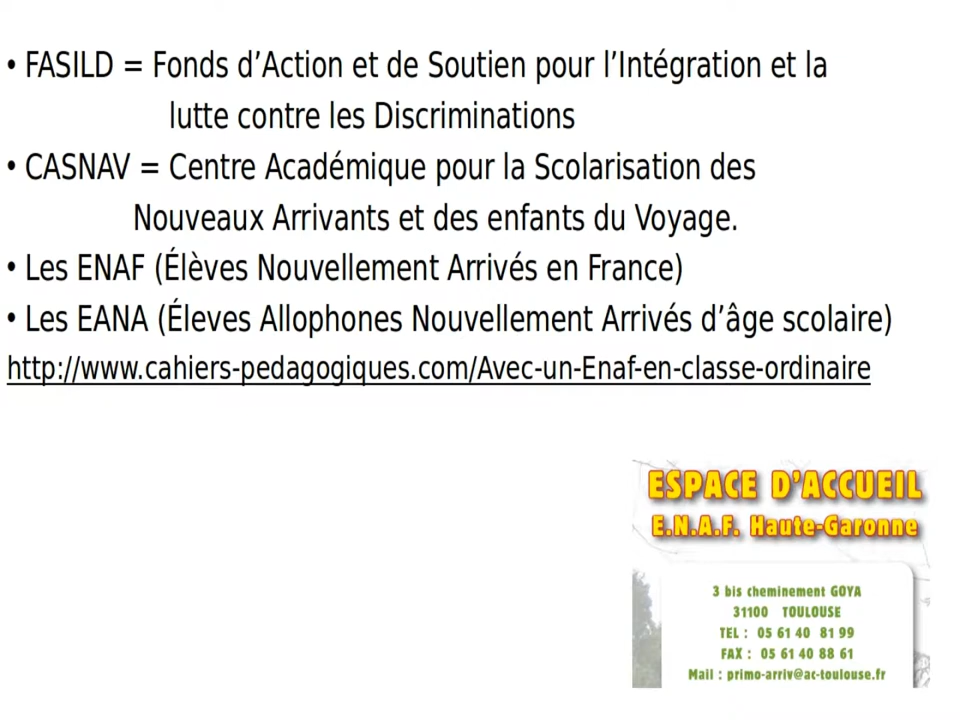 • FASILD = Fonds d’Action et de Soutien pour l’Intégration et la
lutte contre les Discriminations
• CASNAV = Centre Académique pour la Scolarisation des
Nouveaux Arrivants et des enfants du Voyage.
• Les ENAF (Élèves Nouvellement Arrivés en France)
• Les EANA (Éleves Allophones Nouvellement Arrivés d’âge scolaire)
http://www.cahiers-pedagogiques.com/Avec-un-Enaf-en-classe-ordinaire
ESPACE D’ACCUEIL
E.N.A.F. Haute-Garonne
3 bis cheminement GOYA
31100 TOULOUSE
TEL : 05 61 40 81 99
FAX : 05 61 40 88 61
Mail : primo-arriv@ac-toulouse.fr